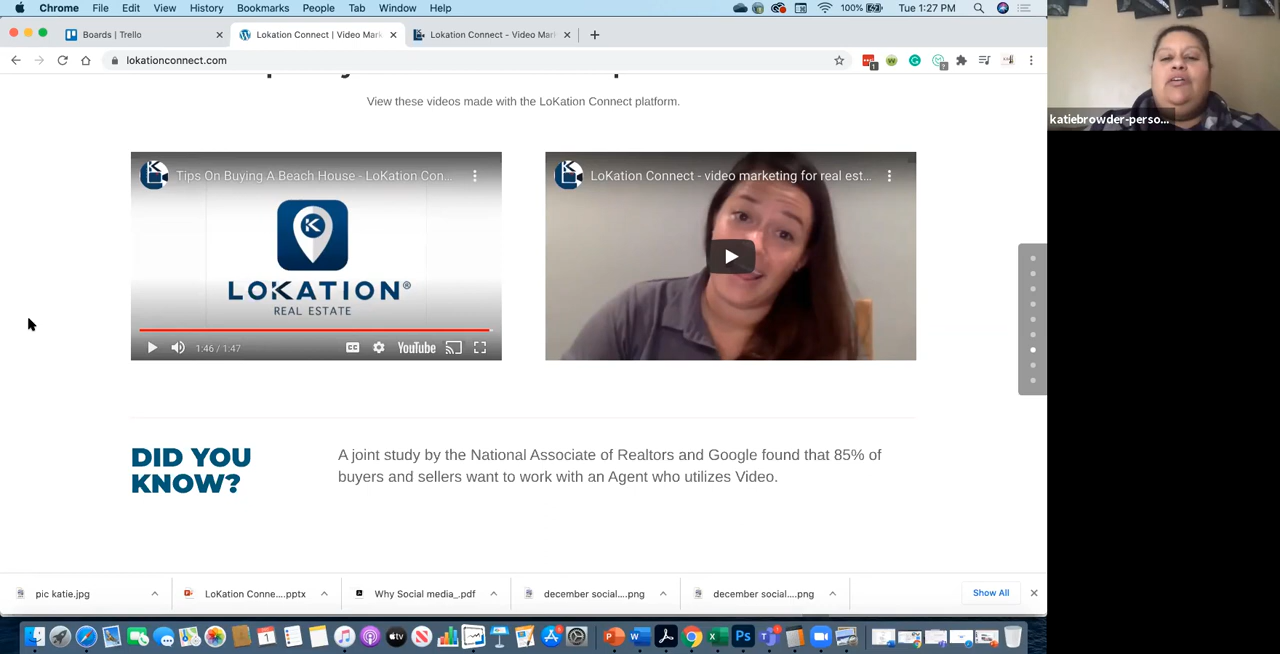 Chrome File Edit View History Bookmarks People Tab Window Help 100% Tue 1:27 PM
Boards | Trello
Lokation Connect | Video Mark
Lokation Connect - Video Mar
lokationconnect.com
View these videos made with the LoKation Connect platform.
Tips On Buying A Beach House - LoKation Con...
LOKATION®
REAL ESTATE
1:46 / 1:47
CC
YouTube
LoKation Connect - video marketing for real est...
DID YOU
KNOW?
A joint study by the National Associate of Realtors and Google found that 85% of
buyers and sellers want to work with an Agent who utilizes Video.
pic katie.jpg
LoKation Conne....pptx
Why Social media_.pdf
december social....png
december social....png
Show All
katiebrowder-perso...